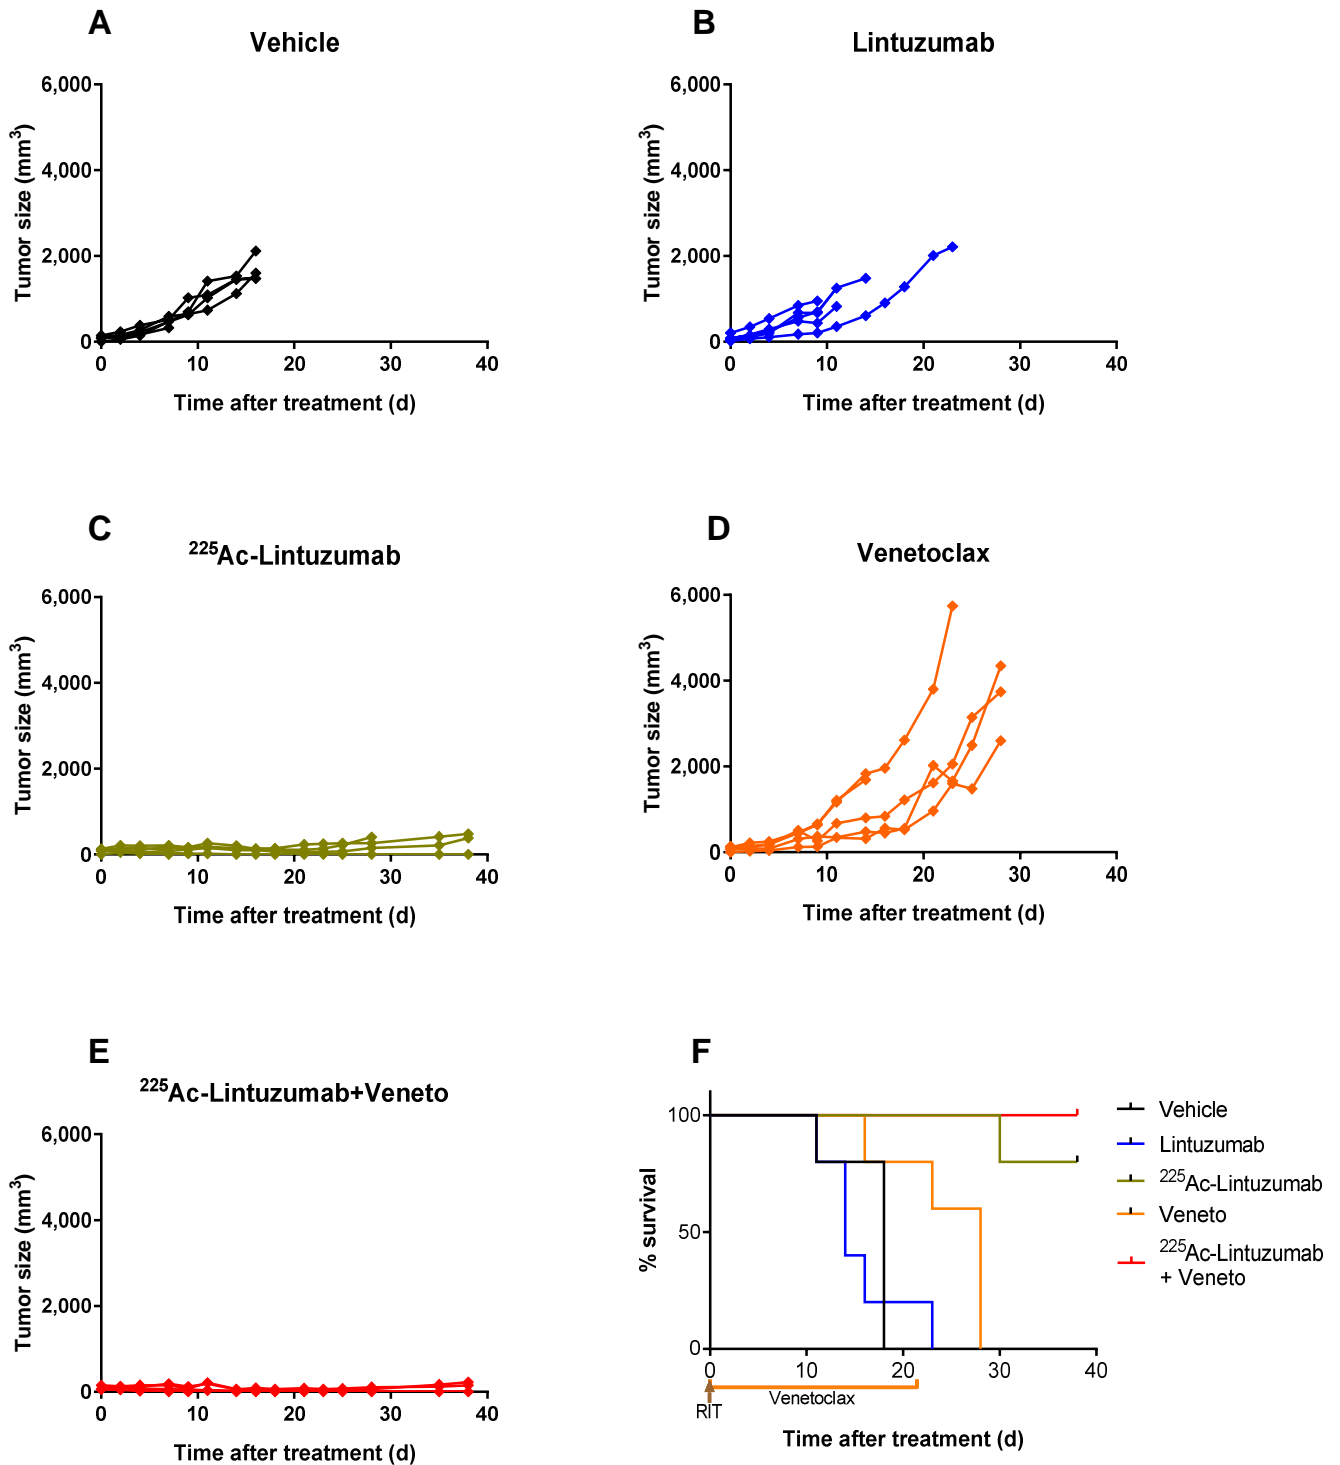 A
Vehicle
6,000
4,000
2,000
0
0 10 20 30 40
Tumor size (mm³)
Time after treatment (d)
B
Lintuzumab
6,000
4,000
2,000
0
0 10 20 30 40
Tumor size (mm³)
Time after treatment (d)
C
²²⁵Ac-Lintuzumab
6,000
4,000
2,000
0
0 10 20 30 40
Tumor size (mm³)
Time after treatment (d)
D
Venetoclax
6,000
4,000
2,000
0
0 10 20 30 40
Tumor size (mm³)
Time after treatment (d)
E
²²⁵Ac-Lintuzumab+Veneto
6,000
4,000
2,000
0
0 10 20 30 40
Tumor size (mm³)
Time after treatment (d)
F
100
50
0
0 10 20 30 40
% survival
RIT
Venetoclax
Time after treatment (d)
Vehicle
Lintuzumab
²²⁵Ac-Lintuzumab
Veneto
²²⁵Ac-Lintuzumab
+ Veneto